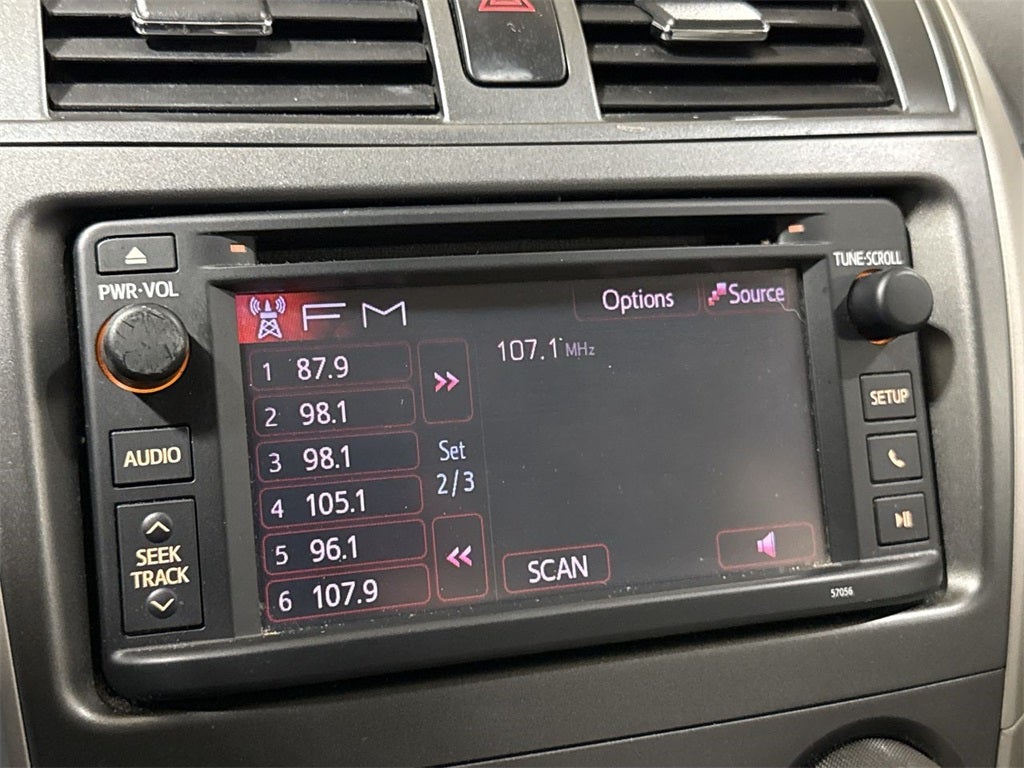 PWR·VOL
AUDIO
SEEK
TRACK
FM
Options
Source
107.1 MHz
1 87.9
2 98.1
3 98.1
4 105.1
5 96.1
6 107.9
Set
2/3
SCAN
TUNE·SCROLL
SETUP
57056